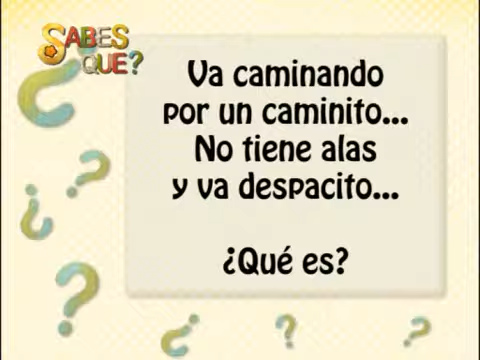 SABES
QUE?
Va caminando
por un caminito...
No tiene alas
y va despacito...
¿Qué es?